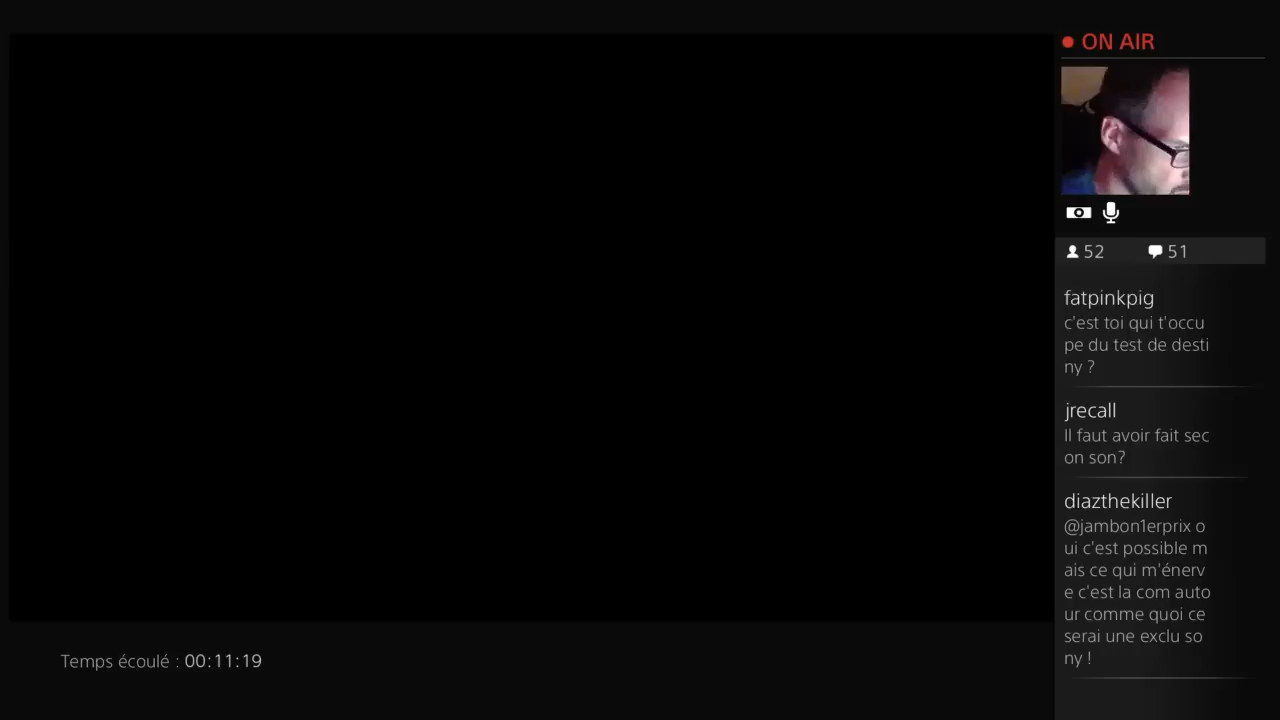 ON AIR
52 51
fatpinkpig
c'est toi qui t'occu
pe du test de desti
ny ?
jrecall
Il faut avoir fait sec
on son?
diazthekiller
@jambon1erprix o
ui c'est possible m
ais ce qui m'énerv
e c'est la com auto
ur comme quoi ce
serai une exclu so
ny !
Temps écoulé : 00:11:19